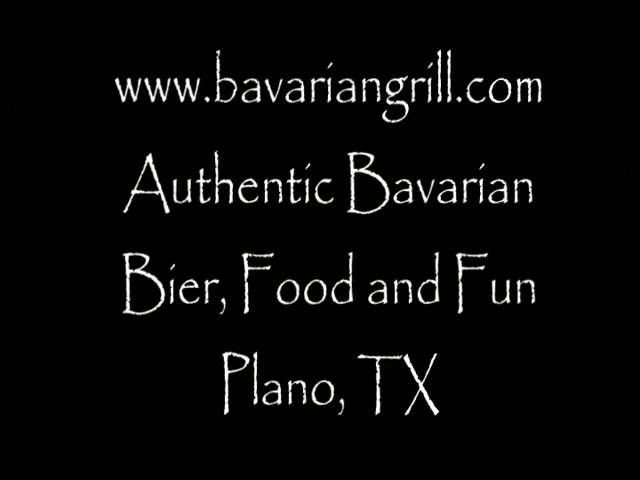 www.bavariangrill.com
Authentic Bavarian
Bier, Food and Fun
Plano, TX